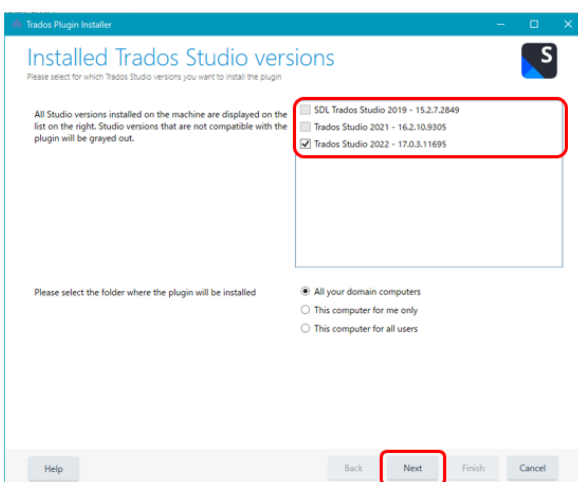 Trados Plugin Installer
Installed Trados Studio versions
Please select for which Trados Studio versions you want to install the plugin
S
All Studio versions installed on the machine are displayed on the
list on the right. Studio versions that are not compatible with the
plugin will be grayed out.
SDL Trados Studio 2019 - 15.2.7.2849
Trados Studio 2021 - 16.2.10.9305
Trados Studio 2022 - 17.0.3.11695
Please select the folder where the plugin will be installed
All your domain computers
This computer for me only
This computer for all users
Help
Back
Next
Finish
Cancel